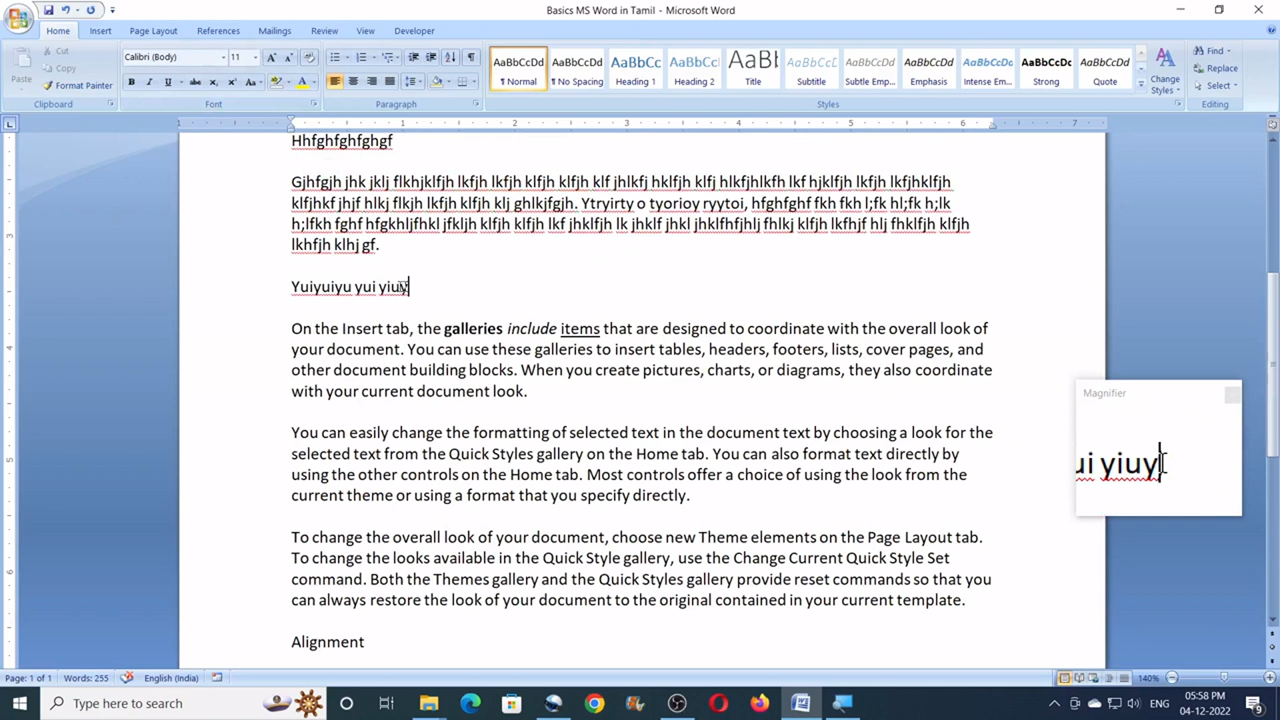 Basics MS Word in Tamil - Microsoft Word
Home Insert Page Layout References Mailings Review View Developer
Cut
Copy
Paste
Format Painter
Clipboard
Calibri (Body) 11
Font
Paragraph
AaBbCcDd AaBbCcDd AaBbCc AaBbCc AaBb AaBbCcDd AaBbCcDd AaBbCcDd AaBbCcDd AaBbCcDd AaBbCcDd
¶ Normal ¶ No Spacing Heading 1 Heading 2 Title Subtitle Subtle Emp... Emphasis Intense Em... Strong Quote
Change Styles
Styles
Find
Replace
Select
Editing
1 1 2 3 4 5 6 7
Hhfghfghfghgf
Gjhfgjh jhk jklj flkhjklfjh lkfjh lkfjh klfjh klfjh klf jhlkfj hklfjh klfj hlkfjhlkfh lkf hjklfjh lkfjh lkfjhklfjh
klfjhkf jhjf hlkj flkjh lkfjh klfjh klj ghlkjfgjh. Ytryirty o tyorioy ryytoi, hfghfghf fkh fkh l;fk hl;fk h;lk
h;lfkh fghf hfgkhljfhkl jfkljh klfjh klfjh lkf jhklfjh lk jhklf jhkl jhklfhfjhlj fhlkj klfjh lkfhjf hlj fhklfjh klfjh
lkhfjh klhj gf.
Yuiyuiyu yui yiuy
On the Insert tab, the galleries include items that are designed to coordinate with the overall look of
your document. You can use these galleries to insert tables, headers, footers, lists, cover pages, and
other document building blocks. When you create pictures, charts, or diagrams, they also coordinate
with your current document look.
You can easily change the formatting of selected text in the document text by choosing a look for the
selected text from the Quick Styles gallery on the Home tab. You can also format text directly by
using the other controls on the Home tab. Most controls offer a choice of using the look from the
current theme or using a format that you specify directly.
To change the overall look of your document, choose new Theme elements on the Page Layout tab.
To change the looks available in the Quick Style gallery, use the Change Current Quick Style Set
command. Both the Themes gallery and the Quick Styles gallery provide reset commands so that you
can always restore the look of your document to the original contained in your current template.
Alignment
Magnifier
ui yiuy
Page: 1 of 1 Words: 255 English (India) 140%
Type here to search
ENG
05:58 PM
04-12-2022